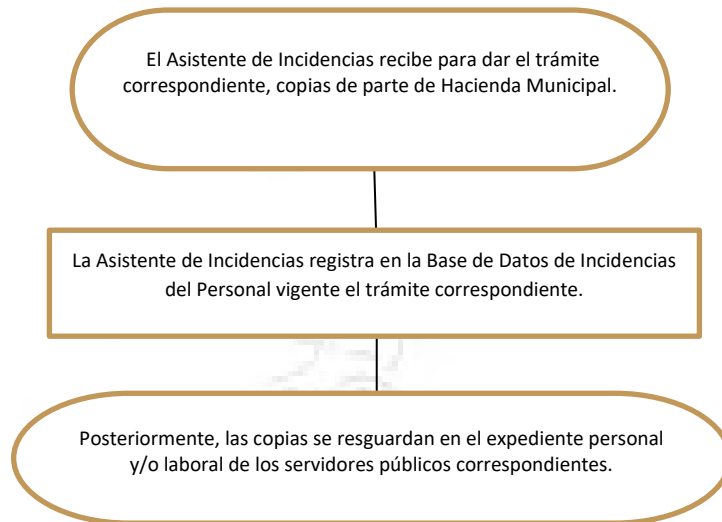 El Asistente de Incidencias recibe para dar el trámite
correspondiente, copias de parte de Hacienda Municipal.
La Asistente de Incidencias registra en la Base de Datos de Incidencias
del Personal vigente el trámite correspondiente.
Posteriormente, las copias se resguardan en el expediente personal
y/o laboral de los servidores públicos correspondientes.